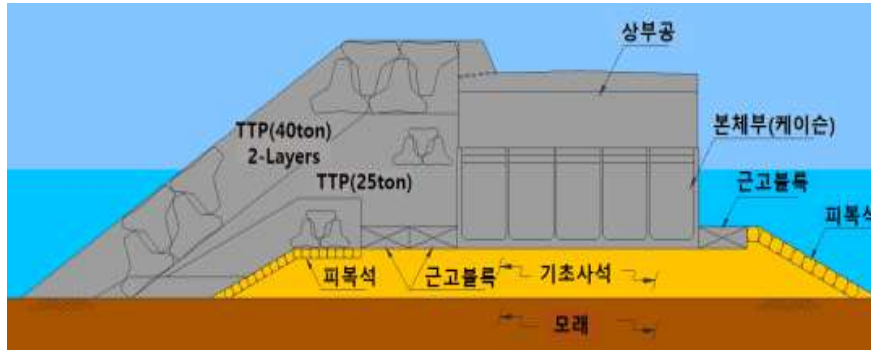 상부공
TTP(40ton)
2-Layers
본체부(케이슨)
TTP(25ton)
근고블록
피복석
피복석
근고블록
기초사석
모래